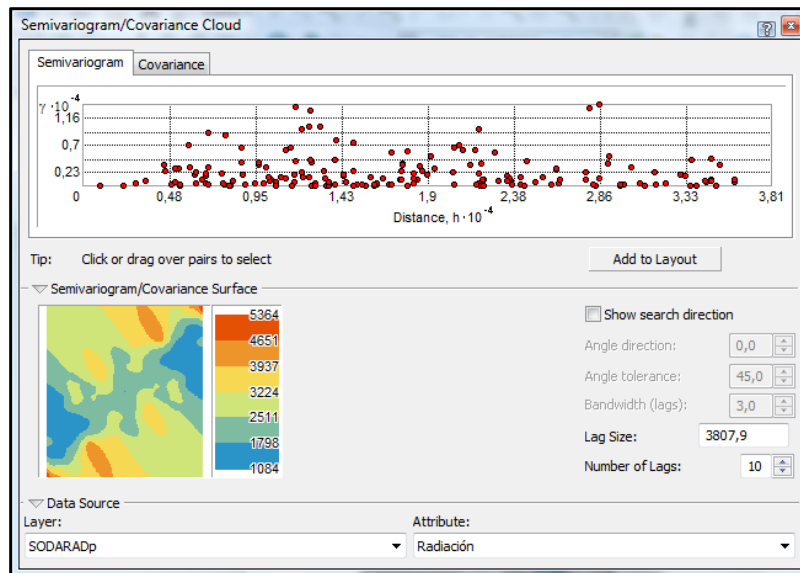 Semivariogram/Covariance Cloud
Semivariogram Covariance
γ · 10⁻⁴
1,16
0,7
0,23
0 0,48 0,95 1,43 1,9 2,38 2,86 3,33 3,81
Distance, h · 10⁻⁴
Tip: Click or drag over pairs to select Add to Layout
Semivariogram/Covariance Surface
5364
4651
3937
3224
2511
1798
1084
Show search direction
Angle direction: 0,0
Angle tolerance: 45,0
Bandwidth (lags): 3,0
Lag Size: 3807,9
Number of Lags: 10
Data Source
Layer: Attribute:
SODARADp Radiación